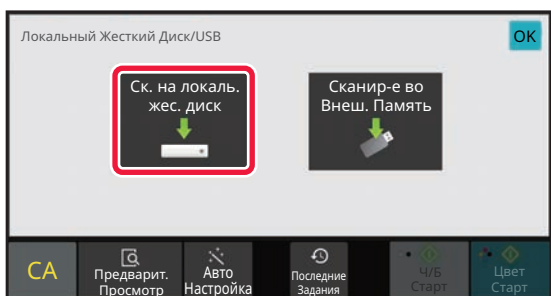 Локальный Жесткий Диск/USB
OK
Ск. на локаль.
жес. диск
Сканир-е во
Внеш. Память
CA
Предварит.
Просмотр
Авто
Настройка
Последние
Задания
Ч/Б
Старт
Цвет
Старт